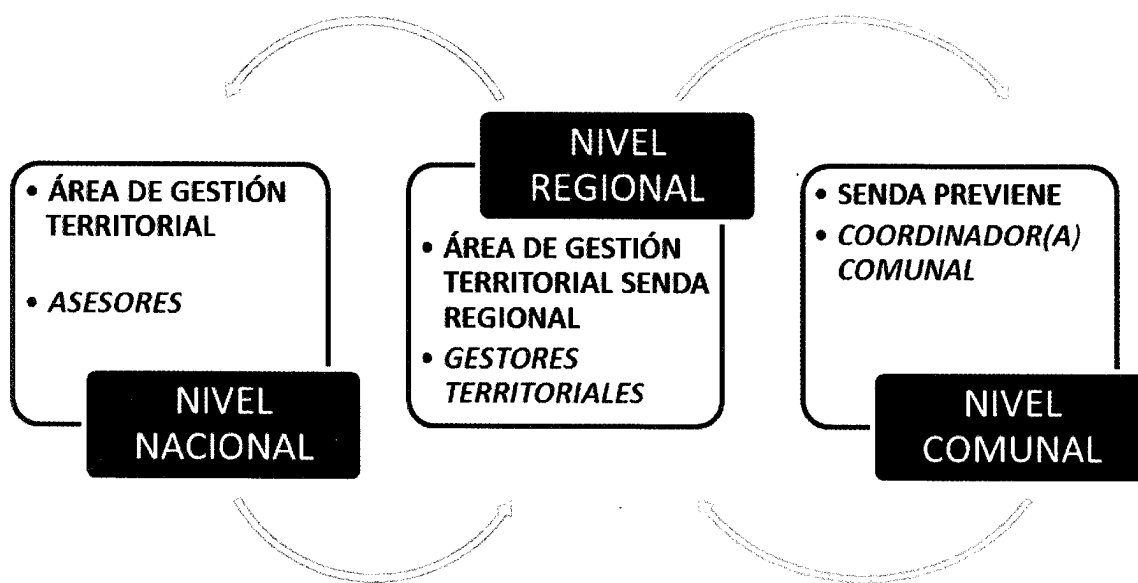 • ÁREA DE GESTIÓN
TERRITORIAL
• ASESORES
NIVEL
NACIONAL
NIVEL
REGIONAL
• ÁREA DE GESTIÓN
TERRITORIAL SENDA
REGIONAL
• GESTORES
TERRITORIALES
• SENDA PREVIENE
• COORDINADOR(A)
COMUNAL
NIVEL
COMUNAL